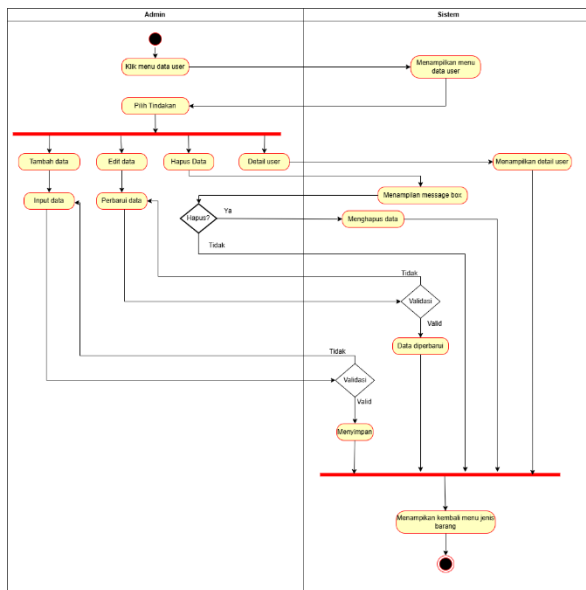 Admin
Sistem
Klik menu data user
Menampilkan menu
data user
Pilih Tindakan
Tambah data
Edit data
Hapus Data
Detail user
Menampilkan detail user
Input data
Perbarui data
Menampilan message box.
Hapus?
Ya
Menghapus data
Tidak
Tidak
Validasi
Valid
Data diperbarui
Tidak
Validasi
Valid
Menyimpan
Menampilkan kembali menu jenis
barang